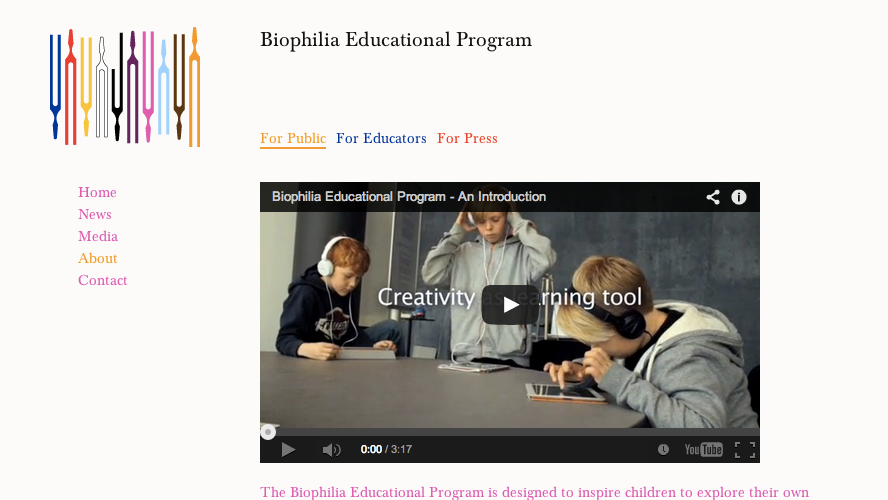 Biophilia Educational Program
For Public For Educators For Press
Home
News
Media
About
Contact
Biophilia Educational Program - An Introduction
Creativity as learning tool
0:00 / 3:17
YouTube
The Biophilia Educational Program is designed to inspire children to explore their own